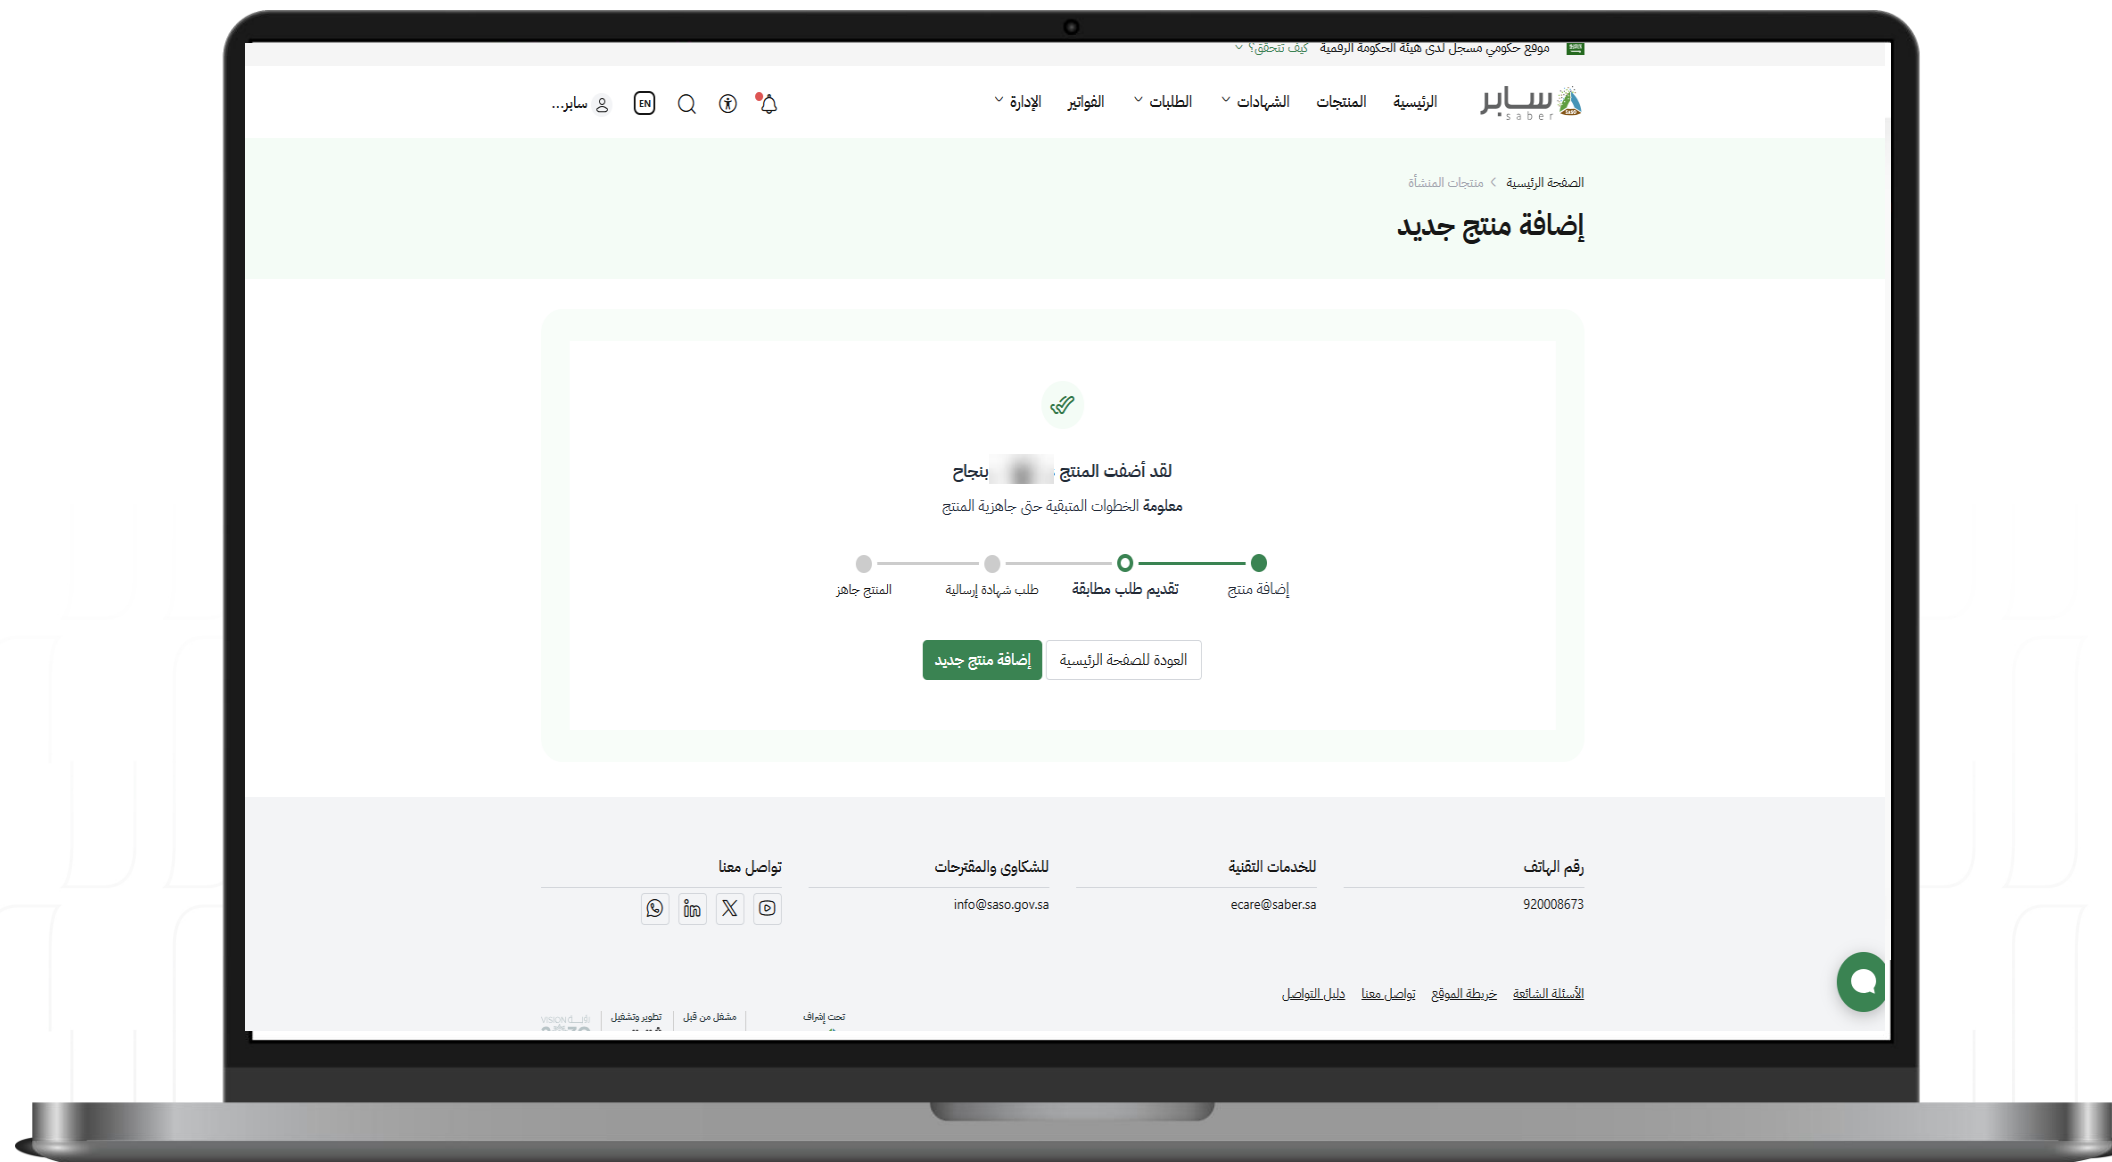 موقع حكومي مسجل لدى هيئة الحكومة الرقمية كيف تتحقق؟
سابر
saber
SASO
الرئيسية المنتجات الشهادات الطلبات الفواتير الإدارة
EN
سابر...
الصفحة الرئيسية > منتجات المنشأة
إضافة منتج جديد
لقد أضفت المنتج بنجاح
معلومة الخطوات المتبقية حتى جاهزية المنتج
إضافة منتج تقديم طلب مطابقة طلب شهادة إرسالية المنتج جاهز
العودة للصفحة الرئيسية إضافة منتج جديد
رقم الهاتف للخدمات التقنية للشكاوى والمقترحات تواصل معنا
920008673 ecare@saber.sa info@saso.gov.sa
الأسئلة الشائعة خريطة الموقع تواصل معنا دليل التواصل
تحت إشراف مشغل من قبل تطوير وتشغيل VISION رؤيــة